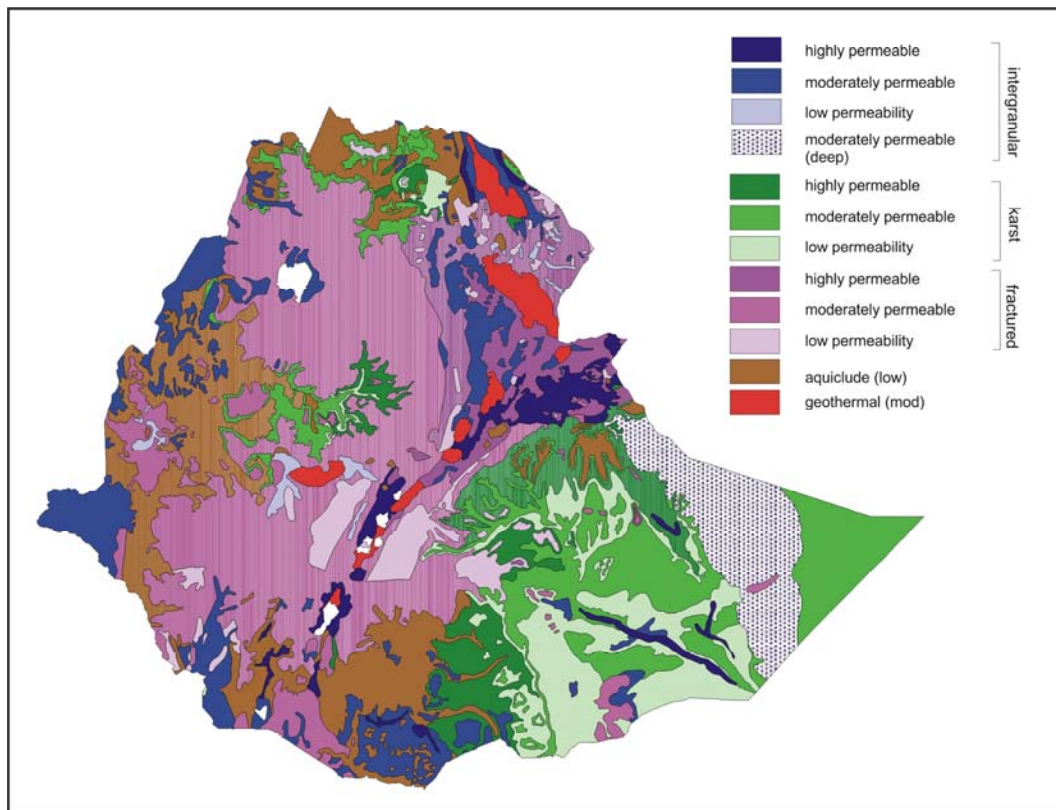 highly permeable
moderately permeable
low permeability
moderately permeable
(deep)
intergranular
highly permeable
moderately permeable
low permeability
karst
highly permeable
moderately permeable
low permeability
fractured
aquiclude (low)
geothermal (mod)